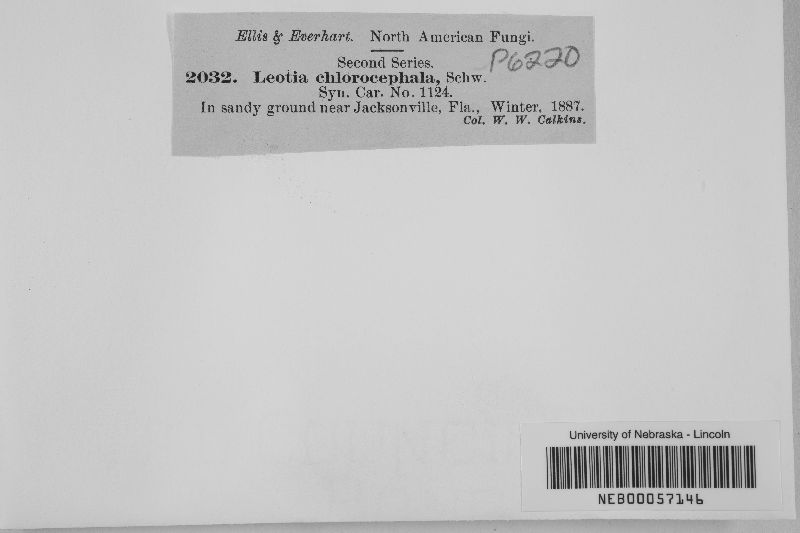 Ellis & Everhart. North American Fungi.
Second Series.
P6220
2032. Leotia chlorocephala, Schw.
Syn. Car. No. 1124.
In sandy ground near Jacksonville, Fla., Winter, 1887.
Col. W. W. Calkins.
University of Nebraska - Lincoln
NEB00057146